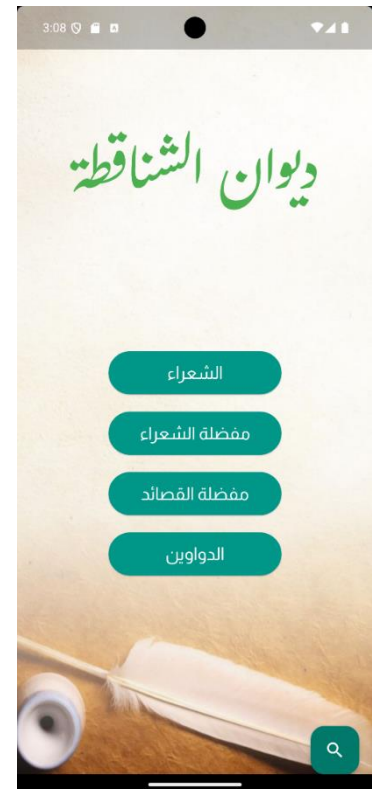 3:08
ديوان الشناقطة
الشعراء
مفضلة الشعراء
مفضلة القصائد
الدواوين